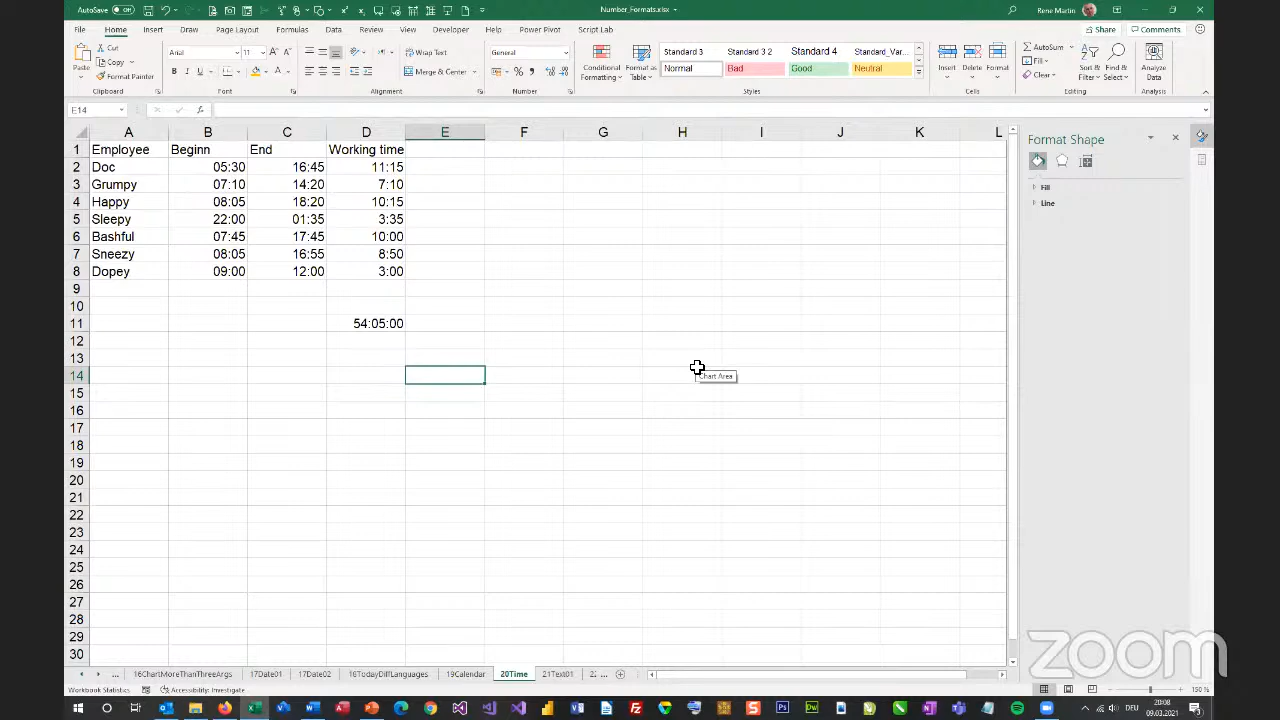 AutoSave Off Number_Formats.xlsx Rene Martin
File Home Insert Draw Page Layout Formulas Data Review View Developer Help Power Pivot Script Lab Share Comments
Cut
Copy
Format Painter
Paste
Clipboard
Arial 11
Font
Wrap Text
Merge & Center
Alignment
General
Number
Conditional Formatting
Format as Table
Standard 3 Standard 3 2 Standard 4 Standard_Var...
Normal Bad Good Neutral
Styles
Insert Delete Format
Cells
AutoSum
Fill
Clear
Sort & Filter
Find & Select
Editing
Analyze Data
Analysis
E14
A B C D E F G H I J K L
1 Employee Beginn End Working time
2 Doc 05:30 16:45 11:15
3 Grumpy 07:10 14:20 7:10
4 Happy 08:05 18:20 10:15
5 Sleepy 22:00 01:35 3:35
6 Bashful 07:45 17:45 10:00
7 Sneezy 08:05 16:55 8:50
8 Dopey 09:00 12:00 3:00
9
10
11 54:05:00
12
13
14
15
16
17
18
19
20
21
22
23
24
25
26
27
28
29
30
Chart Area
Format Shape
Fill
Line
zoom
... 16ChartMoreThanThreeArgs 17Date01 17Date02 18TodayDiffLanguages 19Calendar 20Time 21Text01 22 ...
Workbook Statistics Accessibility: Investigate 150 %
DEU 20:08
09.03.2021